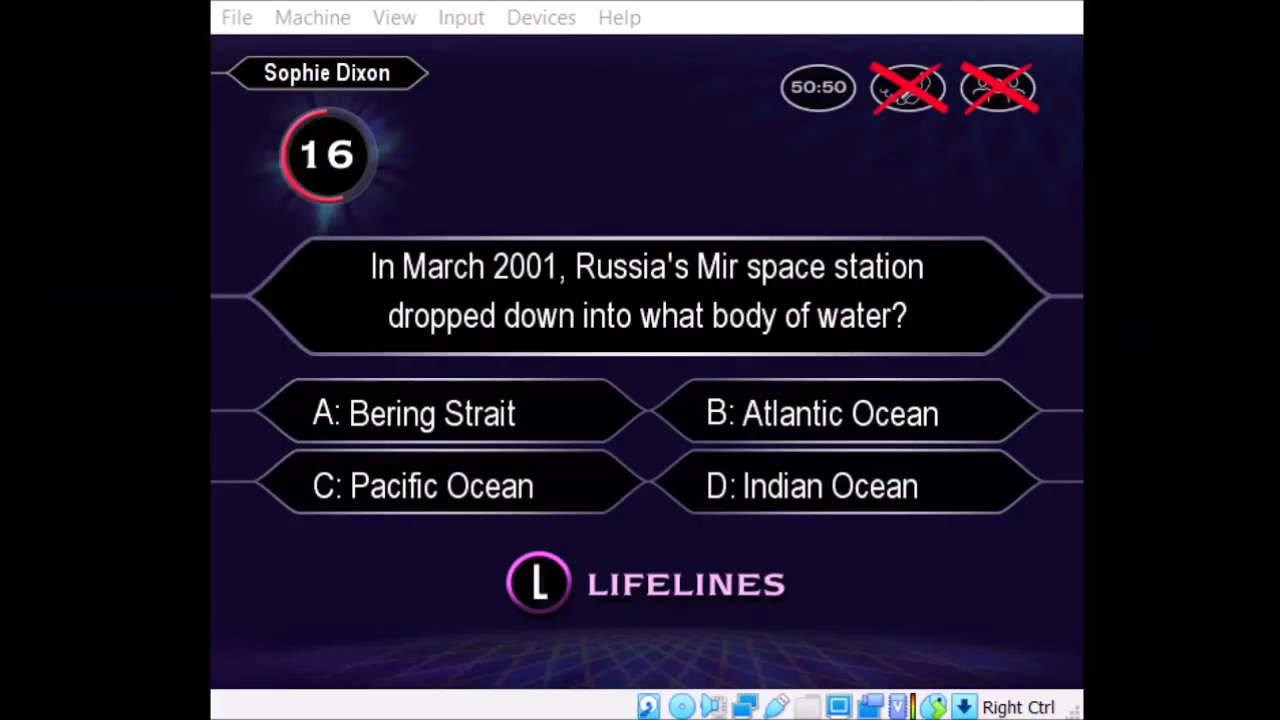 File Machine View Input Devices Help
Sophie Dixon
50:50
16
In March 2001, Russia's Mir space station
dropped down into what body of water?
A: Bering Strait
B: Atlantic Ocean
C: Pacific Ocean
D: Indian Ocean
L LIFELINES
Right Ctrl